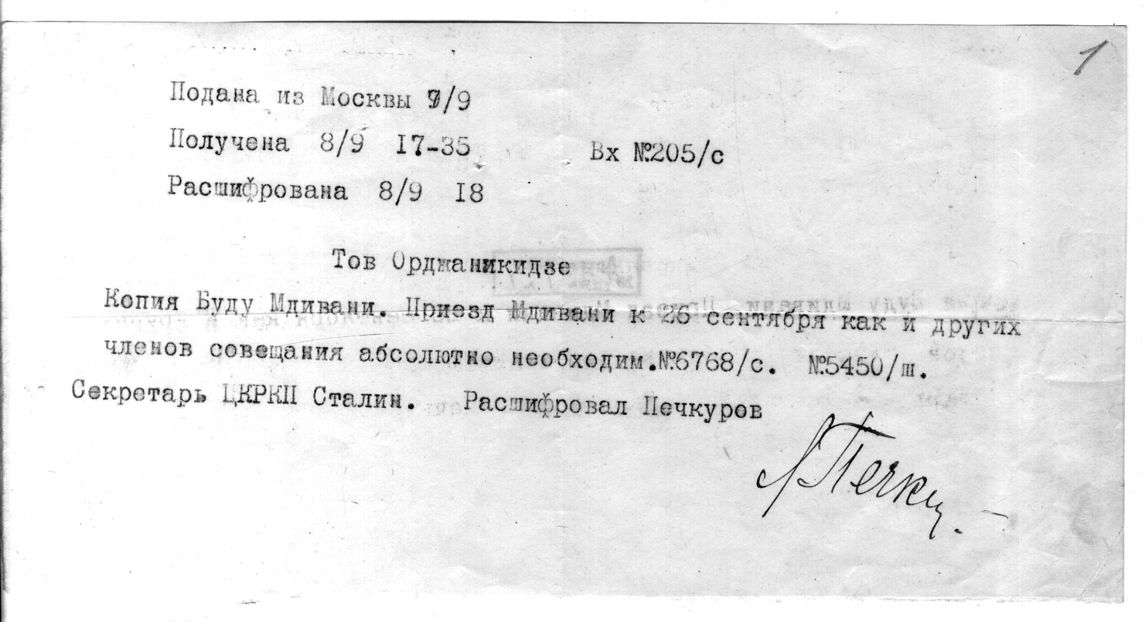 1
Подана из Москвы 7/9
Получена 8/9 17-35 Вх №205/с
Расшифрована 8/9 18
Тов Орджаникидзе
Копия Буду Мдивани. Приезд Мдивани к 26 сентября как и других
членов совещания абсолютно необходим.№6768/с. №5450/ш.
Секретарь ЦКРКП Сталин. Расшифровал Печкуров